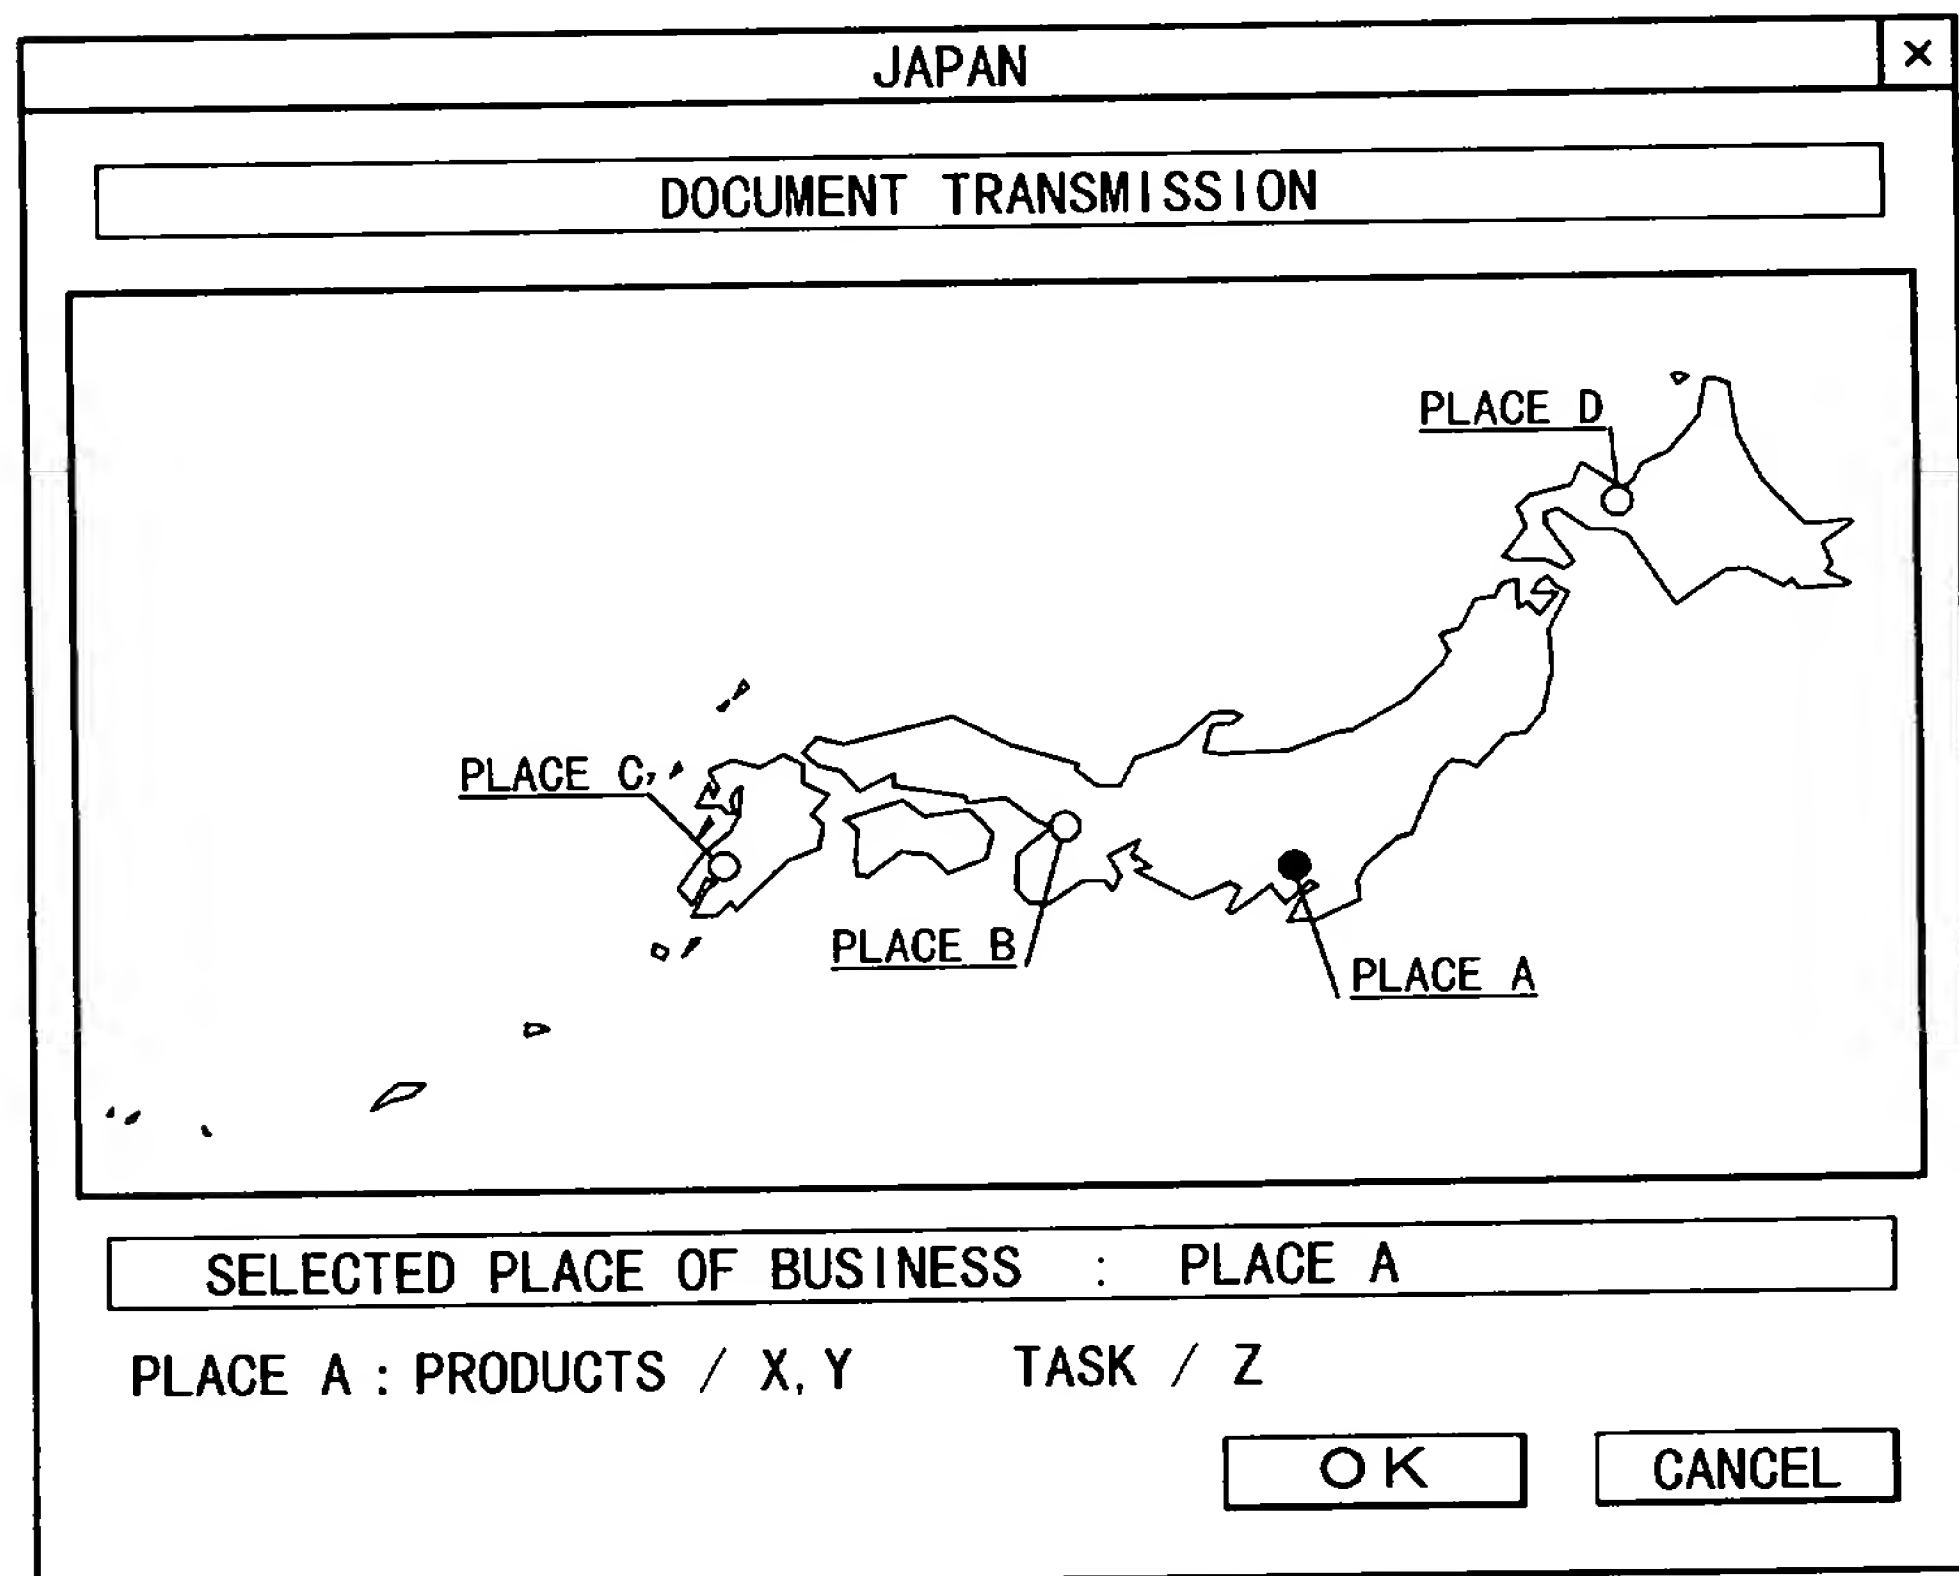 JAPAN ×
DOCUMENT TRANSMISSION
PLACE D
PLACE C
PLACE B
PLACE A
SELECTED PLACE OF BUSINESS : PLACE A
PLACE A : PRODUCTS / X, Y TASK / Z
OK CANCEL